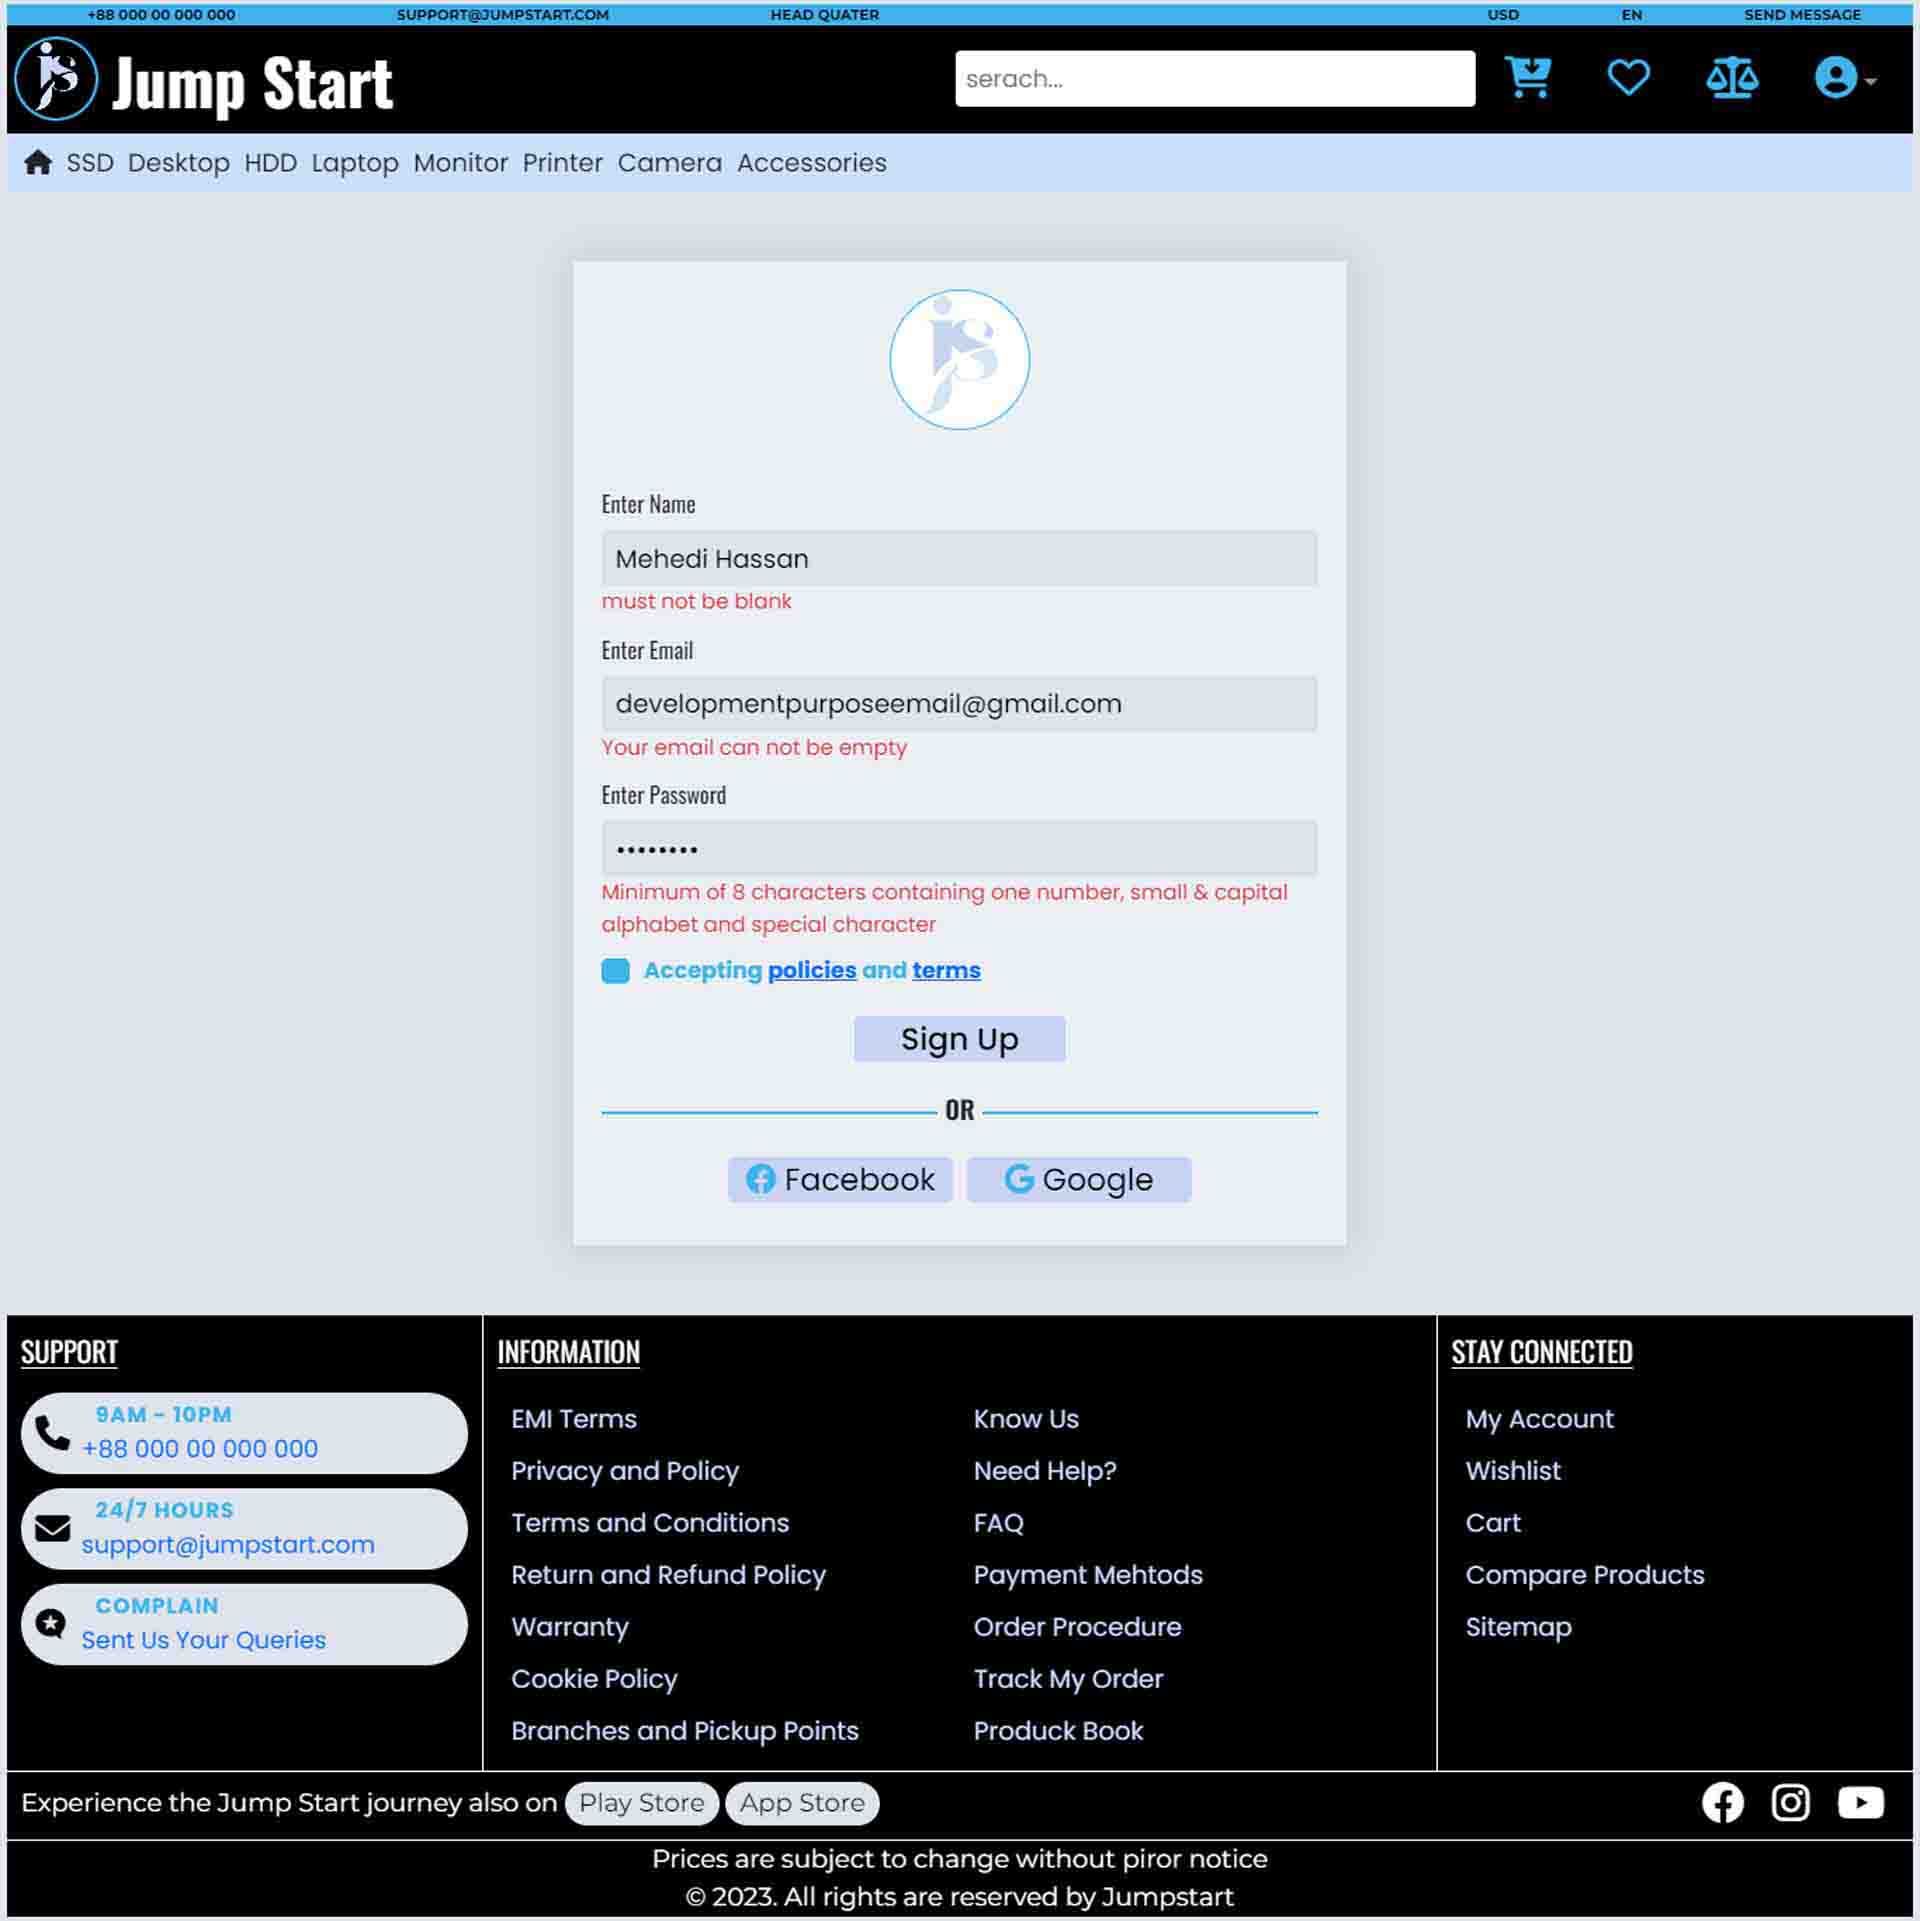 +88 000 00 000 000 SUPPORT@JUMPSTART.COM HEAD QUATER USD EN SEND MESSAGE
Jump Start serach...
SSD Desktop HDD Laptop Monitor Printer Camera Accessories
Enter Name
Mehedi Hassan
must not be blank
Enter Email
developmentpurposeemail@gmail.com
Your email can not be empty
Enter Password
••••••••
Minimum of 8 characters containing one number, small & capital
alphabet and special character
Accepting policies and terms
Sign Up
OR
Facebook Google
SUPPORT
9AM - 10PM
+88 000 00 000 000
24/7 HOURS
support@jumpstart.com
COMPLAIN
Sent Us Your Queries
INFORMATION
EMI Terms
Privacy and Policy
Terms and Conditions
Return and Refund Policy
Warranty
Cookie Policy
Branches and Pickup Points
Know Us
Need Help?
FAQ
Payment Mehtods
Order Procedure
Track My Order
Produck Book
STAY CONNECTED
My Account
Wishlist
Cart
Compare Products
Sitemap
Experience the Jump Start journey also on Play Store App Store
Prices are subject to change without piror notice
© 2023. All rights are reserved by Jumpstart